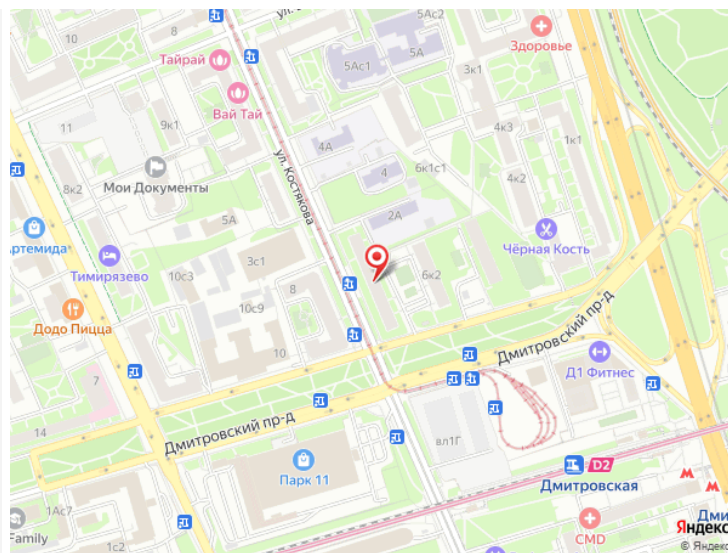 ул. Ко
5Ас2
10
Тайрай
5А
Здоровье
5Ас1
3к1
Вай Тай
11
9к1
4к3
1к1
4А
ул. Костякова
4
6к1с1
4к2
Мои Документы
8к2
5А
2А
Артемида
3с1
Чёрная Кость
Тимирязево
10с3
8
6к2
10с9
Додо Пицца
Дмитровский пр-д
10
Д1 Фитнес
7
14
Дмитровский пр-д
вл1Г
Парк 11
D2
Дмитровская
1Ас7
Family
1с2
CMD
Яндекс
© Яндекс